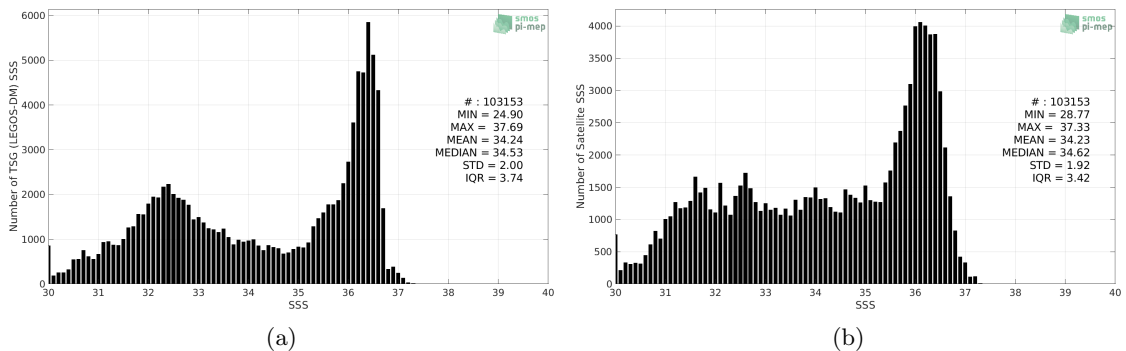 smos
pi-mep
Number of TSG (LEGOS-DM) SSS
6000
5000
4000
3000
2000
1000
0
# : 103153
MIN = 24.90
MAX = 37.69
MEAN = 34.24
MEDIAN = 34.53
STD = 2.00
IQR = 3.74
30 31 32 33 34 35 36 37 38 39 40
SSS
(a)
smos
pi-mep
Number of Satellite SSS
4000
3500
3000
2500
2000
1500
1000
500
0
# : 103153
MIN = 28.77
MAX = 37.33
MEAN = 34.23
MEDIAN = 34.62
STD = 1.92
IQR = 3.42
30 31 32 33 34 35 36 37 38 39 40
SSS
(b)